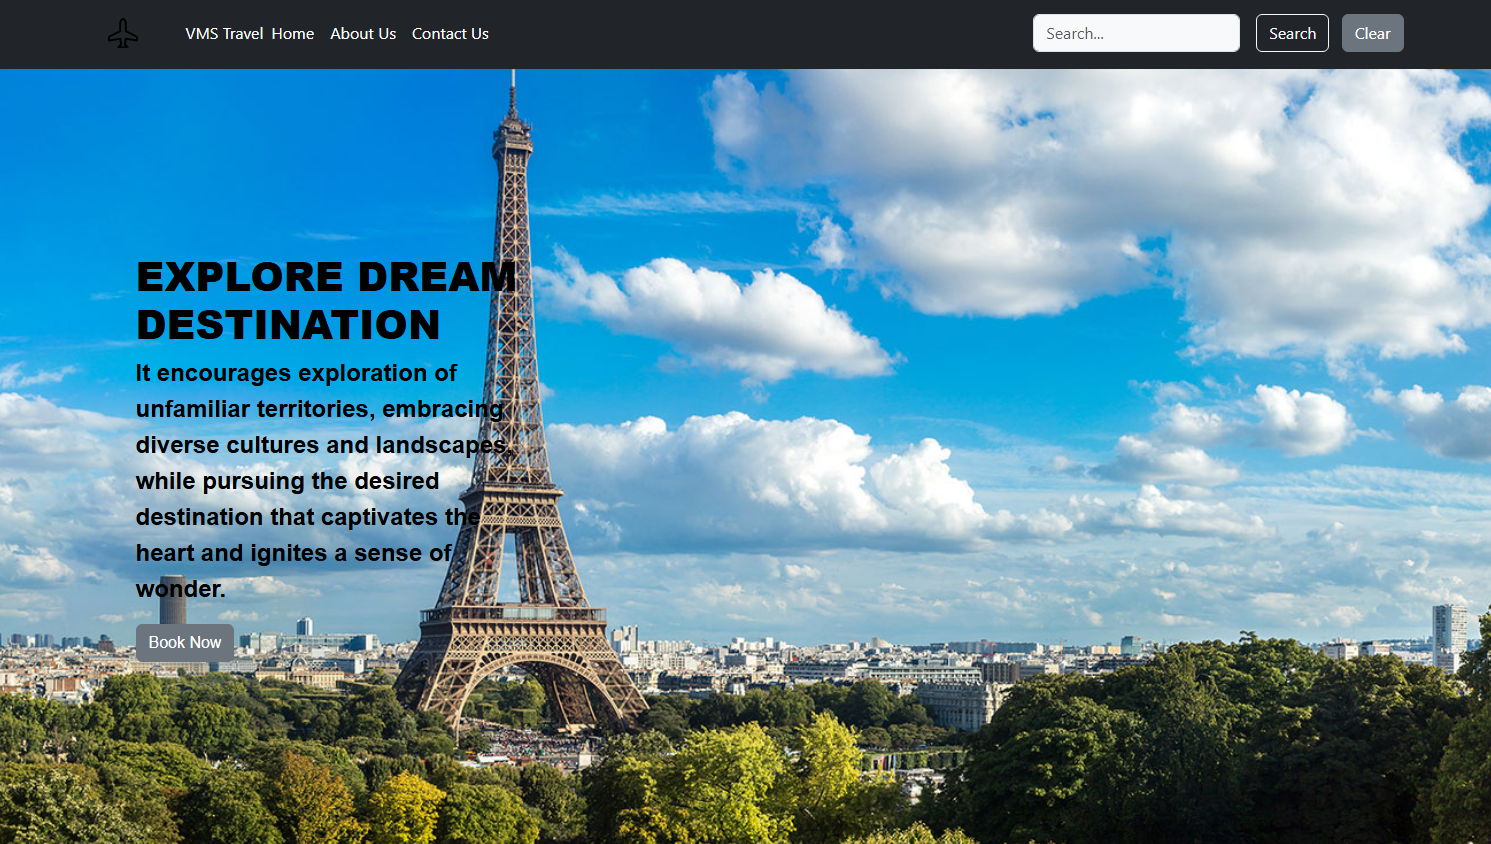 VMS Travel Home About Us Contact Us Search... Search Clear
EXPLORE DREAM
DESTINATION
It encourages exploration of
unfamiliar territories, embracing
diverse cultures and landscapes,
while pursuing the desired
destination that captivates the
heart and ignites a sense of
wonder.
Book Now